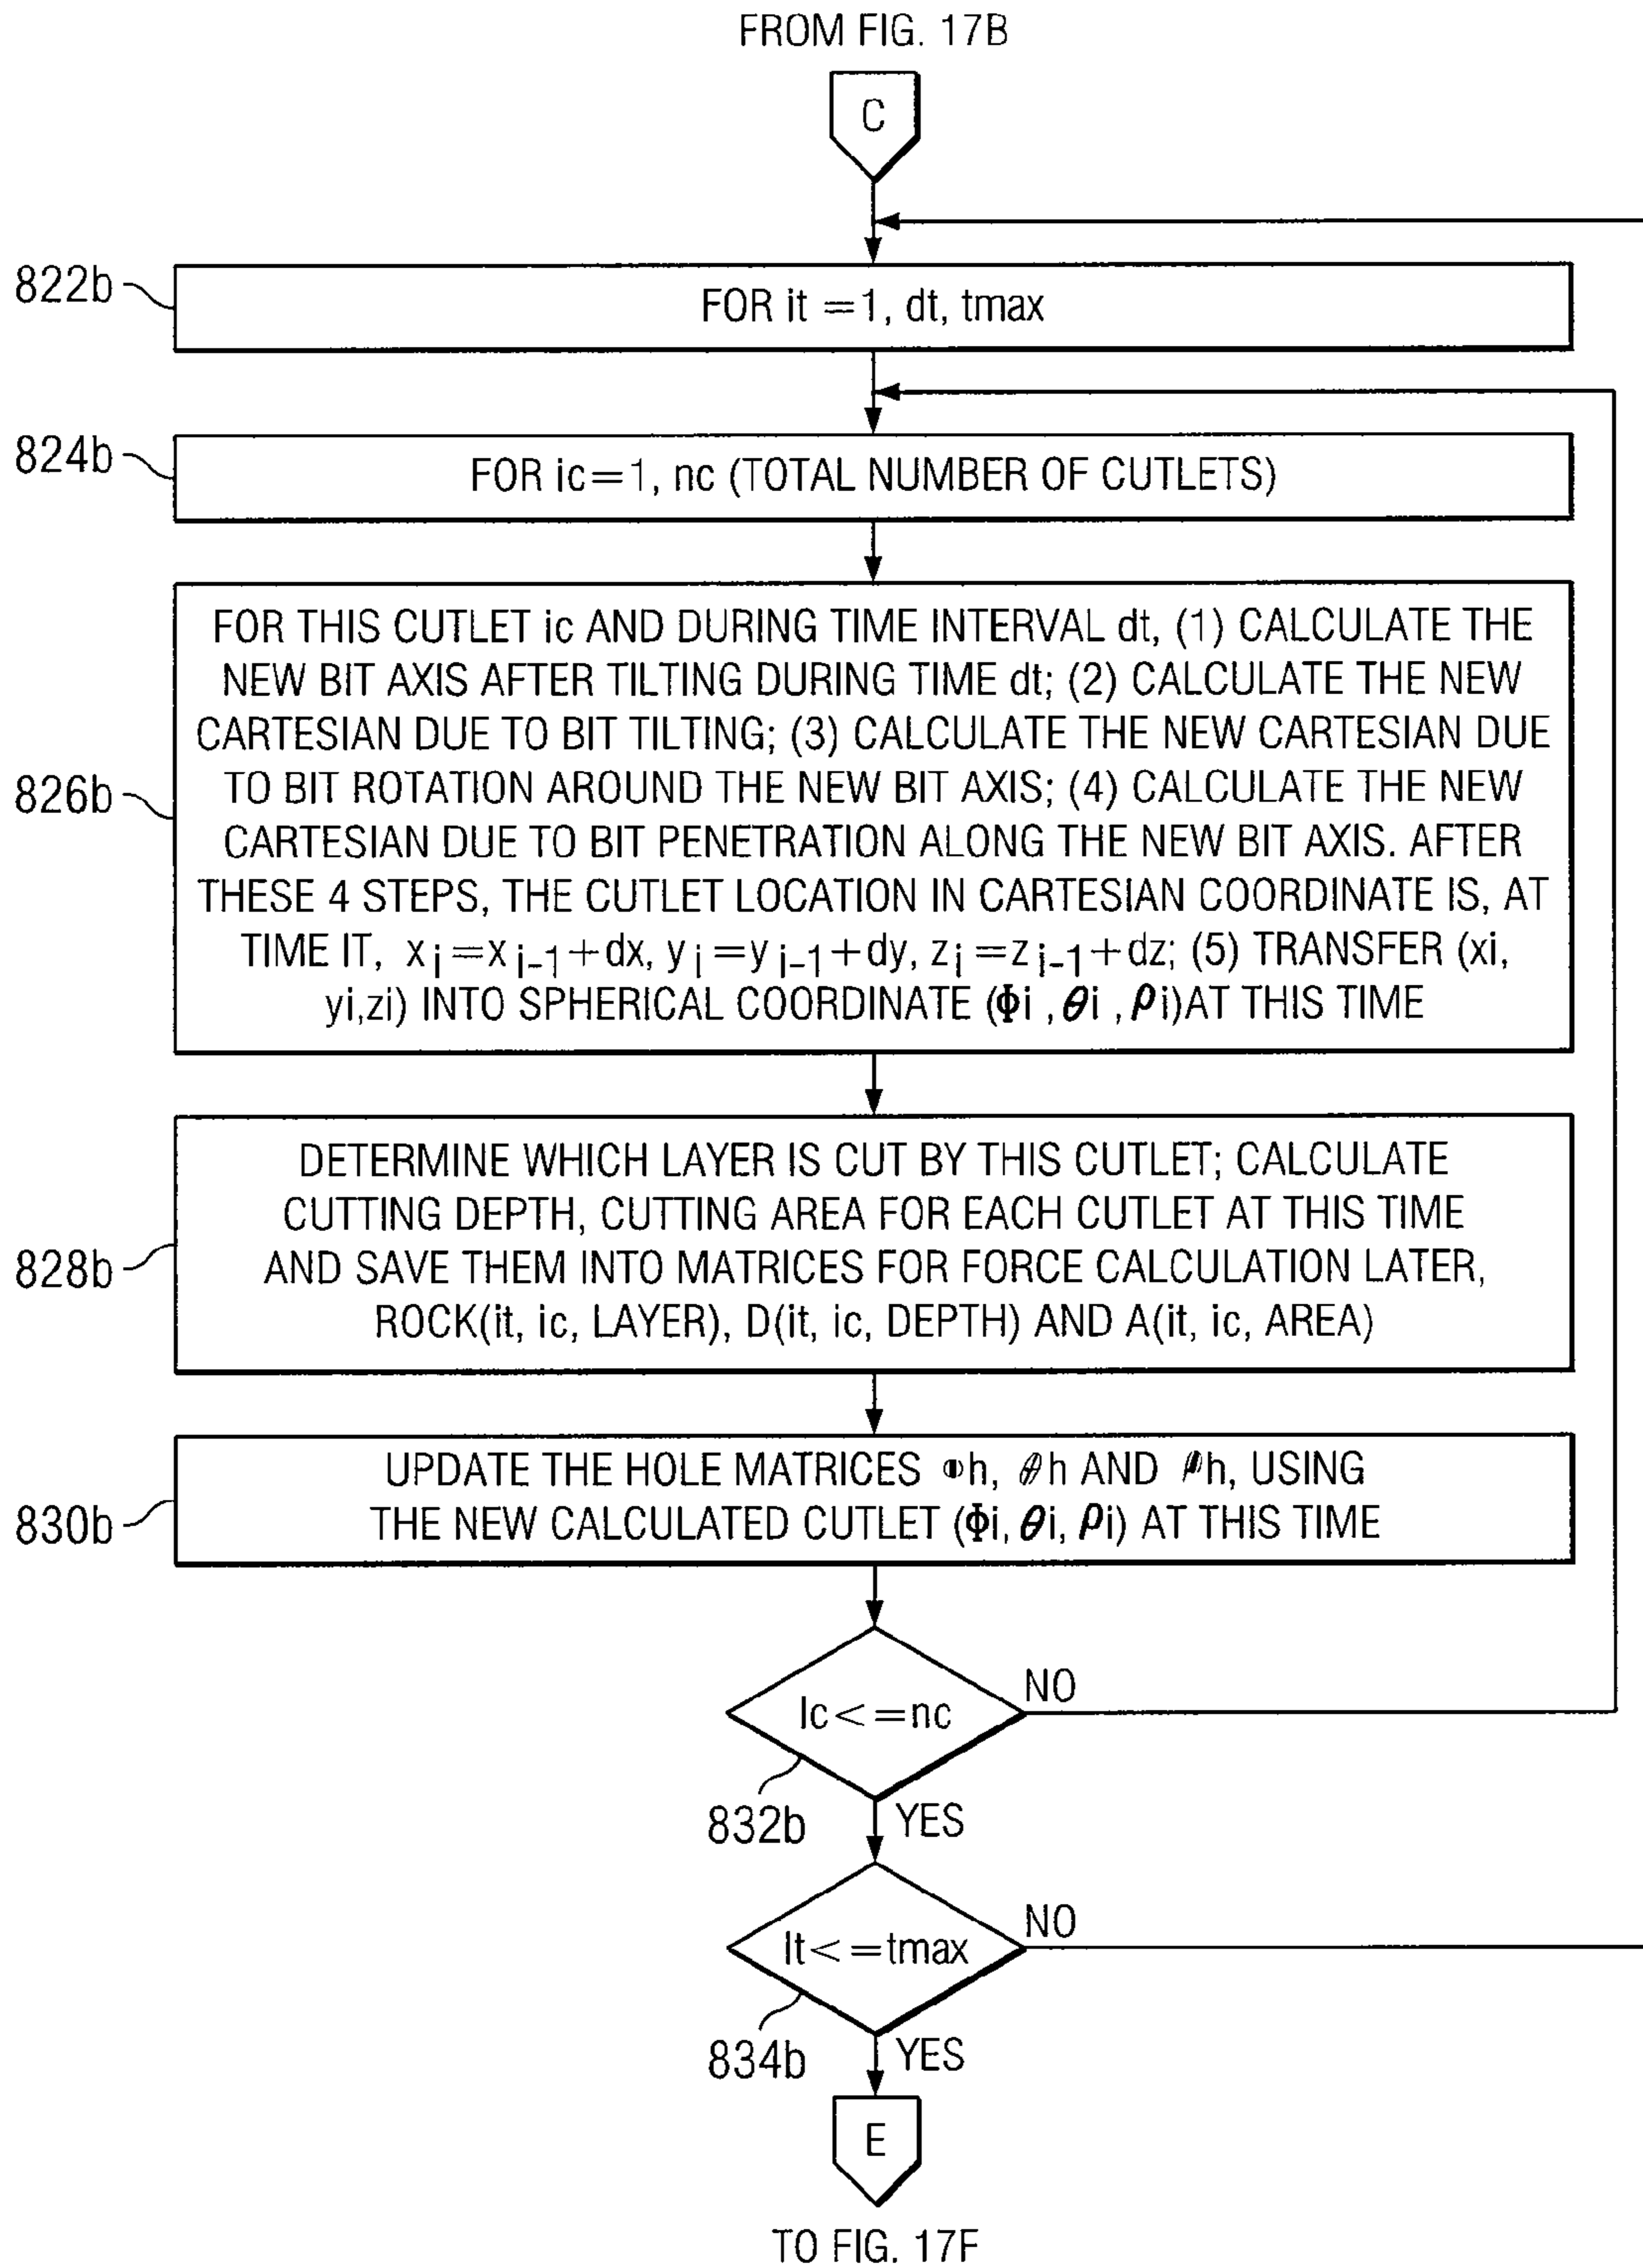 FROM FIG. 17B
C
822b
FOR it =1, dt, tmax
824b
FOR ic=1, nc (TOTAL NUMBER OF CUTLETS)
826b
FOR THIS CUTLET ic AND DURING TIME INTERVAL dt, (1) CALCULATE THE
NEW BIT AXIS AFTER TILTING DURING TIME dt; (2) CALCULATE THE NEW
CARTESIAN DUE TO BIT TILTING; (3) CALCULATE THE NEW CARTESIAN DUE
TO BIT ROTATION AROUND THE NEW BIT AXIS; (4) CALCULATE THE NEW
CARTESIAN DUE TO BIT PENETRATION ALONG THE NEW BIT AXIS. AFTER
THESE 4 STEPS, THE CUTLET LOCATION IN CARTESIAN COORDINATE IS, AT
TIME IT, x i =x i–1 +dx, y i =y i–1 +dy, z i =z i–1 +dz; (5) TRANSFER (xi,
yi,zi) INTO SPHERICAL COORDINATE (Φi ,θi ,ρi)AT THIS TIME
828b
DETERMINE WHICH LAYER IS CUT BY THIS CUTLET; CALCULATE
CUTTING DEPTH, CUTTING AREA FOR EACH CUTLET AT THIS TIME
AND SAVE THEM INTO MATRICES FOR FORCE CALCULATION LATER,
ROCK(it, ic, LAYER), D(it, ic, DEPTH) AND A(it, ic, AREA)
830b
UPDATE THE HOLE MATRICES Φh, θh AND ρh, USING
THE NEW CALCULATED CUTLET (Φi, θi, ρi) AT THIS TIME
Ic<=nc
NO
832b
YES
It<=tmax
NO
834b
YES
E
TO FIG. 17F